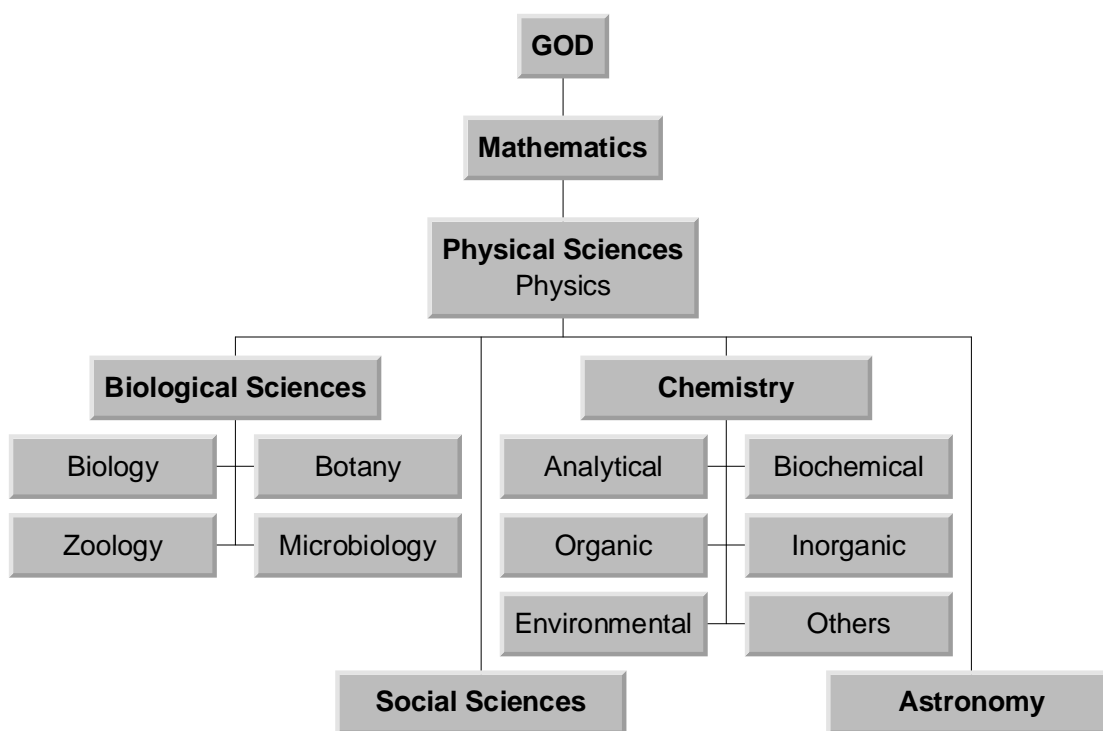 GOD
Mathematics
Physical Sciences
Physics
Biological Sciences
Chemistry
Biology
Botany
Analytical
Biochemical
Zoology
Microbiology
Organic
Inorganic
Environmental
Others
Social Sciences
Astronomy